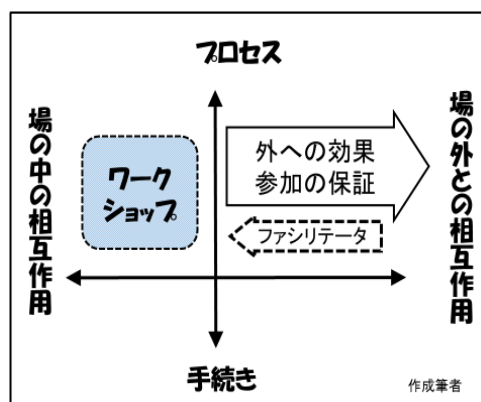 プロセス
場の中の相互作用
ワーク
ショップ
外への効果
参加の保証
ファシリテータ
場の外との相互作用
手続き
作成筆者